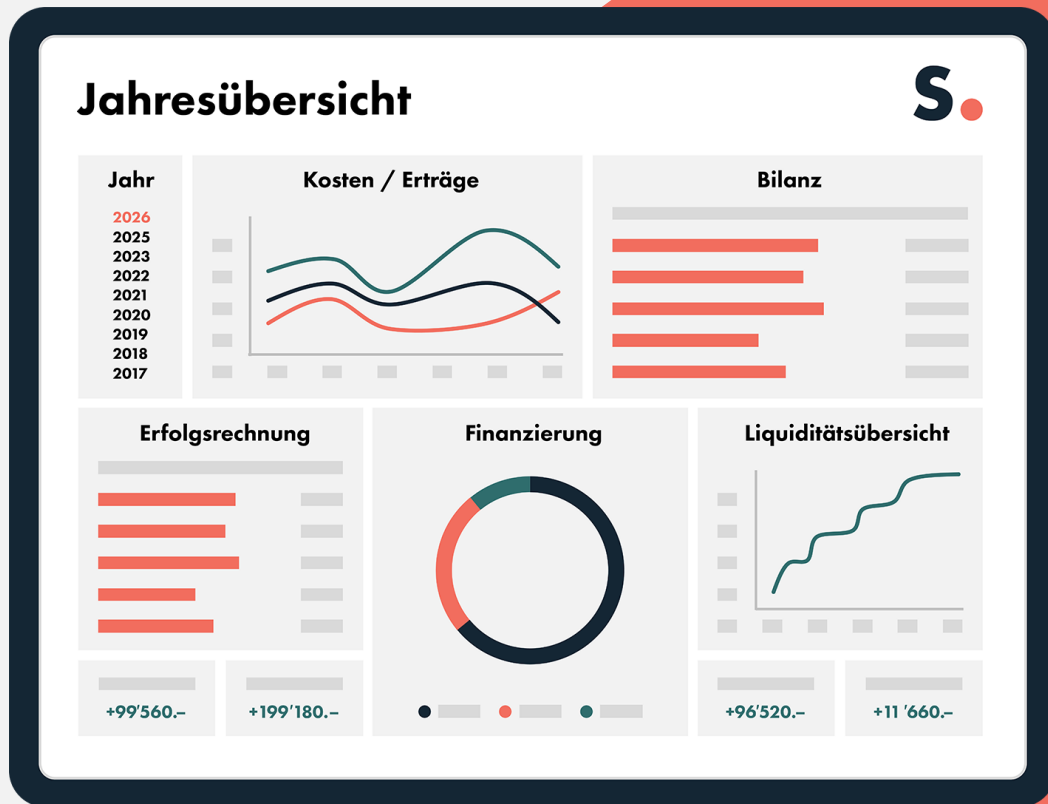 Jahresübersicht
S.
Jahr
2026
2025
2023
2022
2021
2020
2019
2018
2017
Kosten / Erträge
Bilanz
Erfolgsrechnung
Finanzierung
Liquiditätsübersicht
+99'560.–
+199'180.–
+96'520.–
+11 '660.–